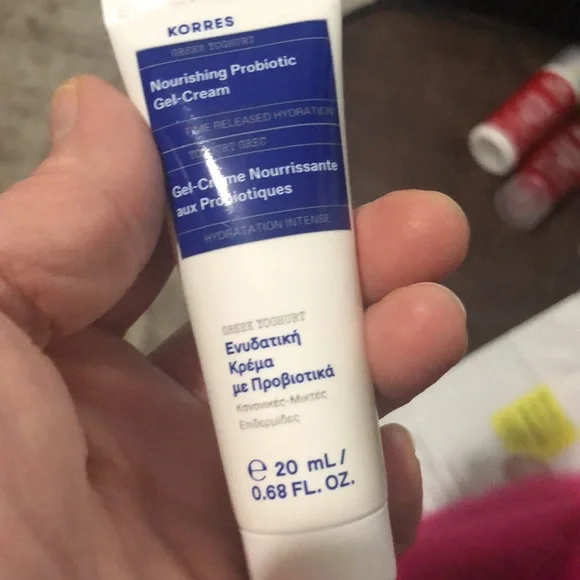 KORRES
GREEK YOGHURT
Nourishing Probiotic
Gel-Cream
TIME RELEASED HYDRATION
YOGHURT GREC
Gel-Crème Nourrissante
aux Probiotiques
HYDRATATION INTENSE
GREEK YOGHURT
Ενυδατική
Κρέμα
με Προβιοτικά
Κανονικές-Μικτές
Επιδερμίδες
℮ 20 mL /
0.68 FL. OZ.